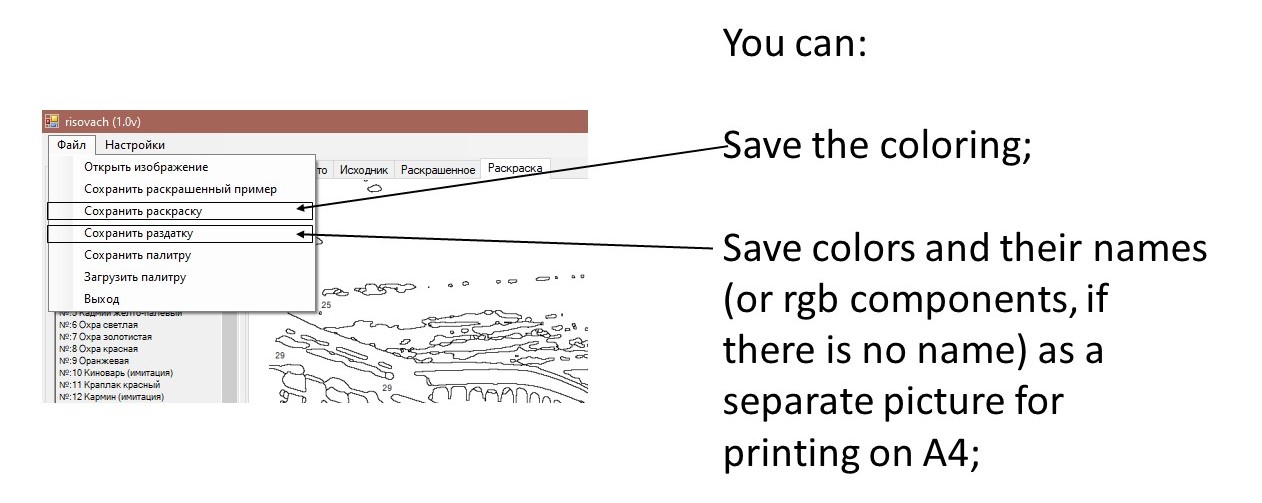 You can:
Save the coloring;
Save colors and their names
(or rgb components, if
there is no name) as a
separate picture for
printing on A4;
risovach (1.0v)
Файл Настройки
Открыть изображение
Сохранить раскрашенный пример
Сохранить раскраску
Сохранить раздатку
Сохранить палитру
Загрузить палитру
Выход
то Исходник Раскрашенное Раскраска
№:5 Кадмий желто-палевый
№:6 Охра светлая
№:7 Охра золотистая
№:8 Охра красная
№:9 Оранжевая
№:10 Киноварь (имитация)
№:11 Краплак красный
№:12 Кармин (имитация)
25
29
29